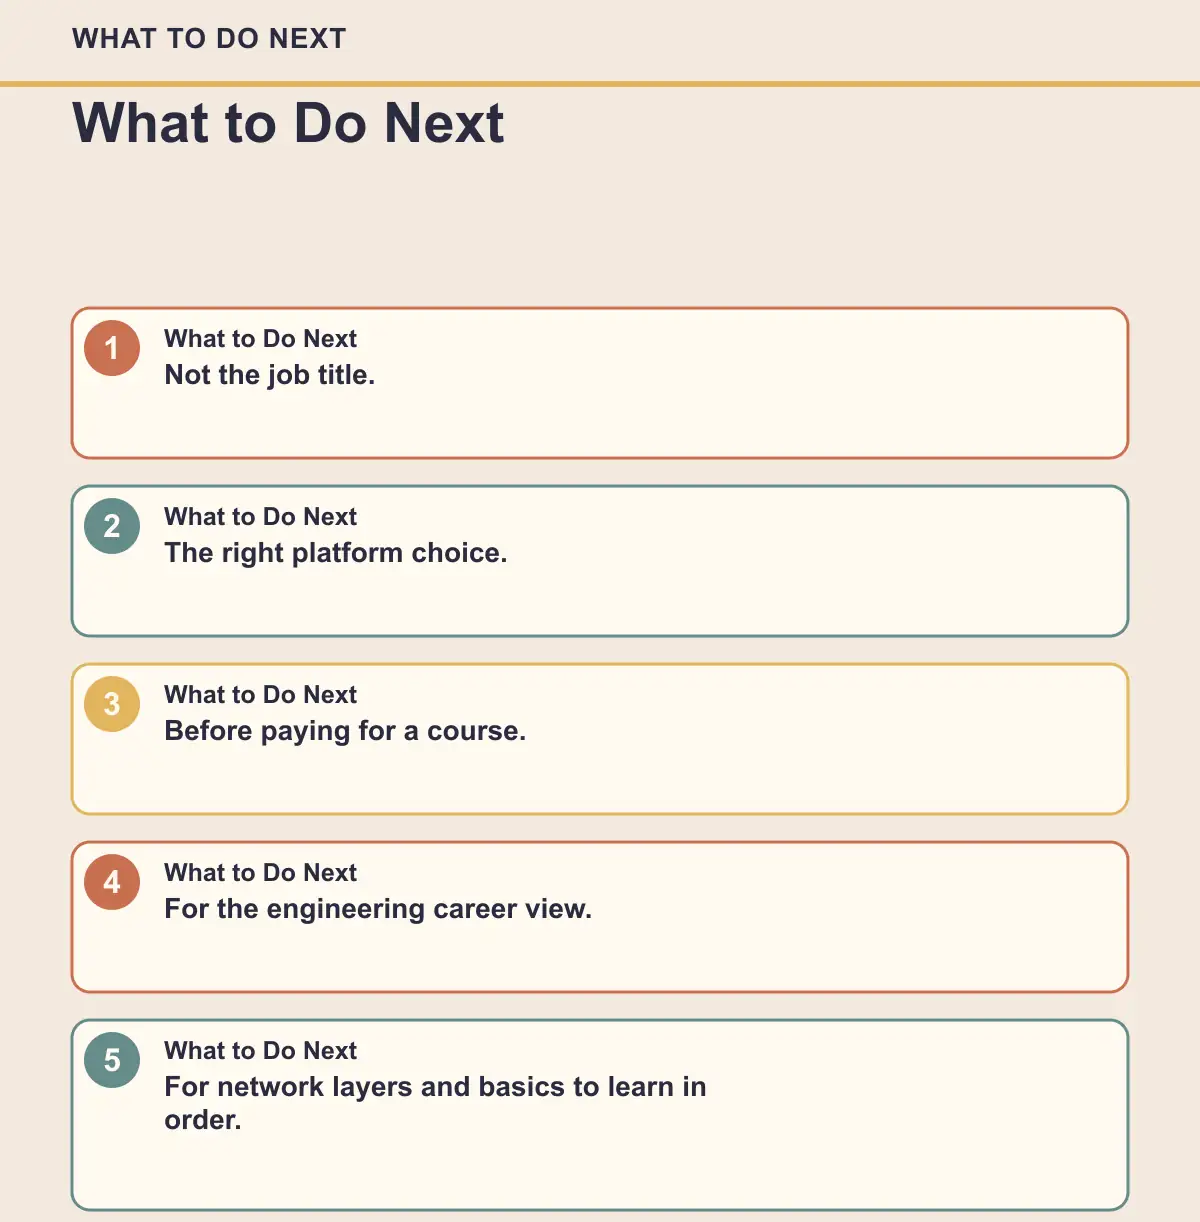 WHAT TO DO NEXT
What to Do Next
1
What to Do Next
Not the job title.
2
What to Do Next
The right platform choice.
3
What to Do Next
Before paying for a course.
4
What to Do Next
For the engineering career view.
5
What to Do Next
For network layers and basics to learn in
order.